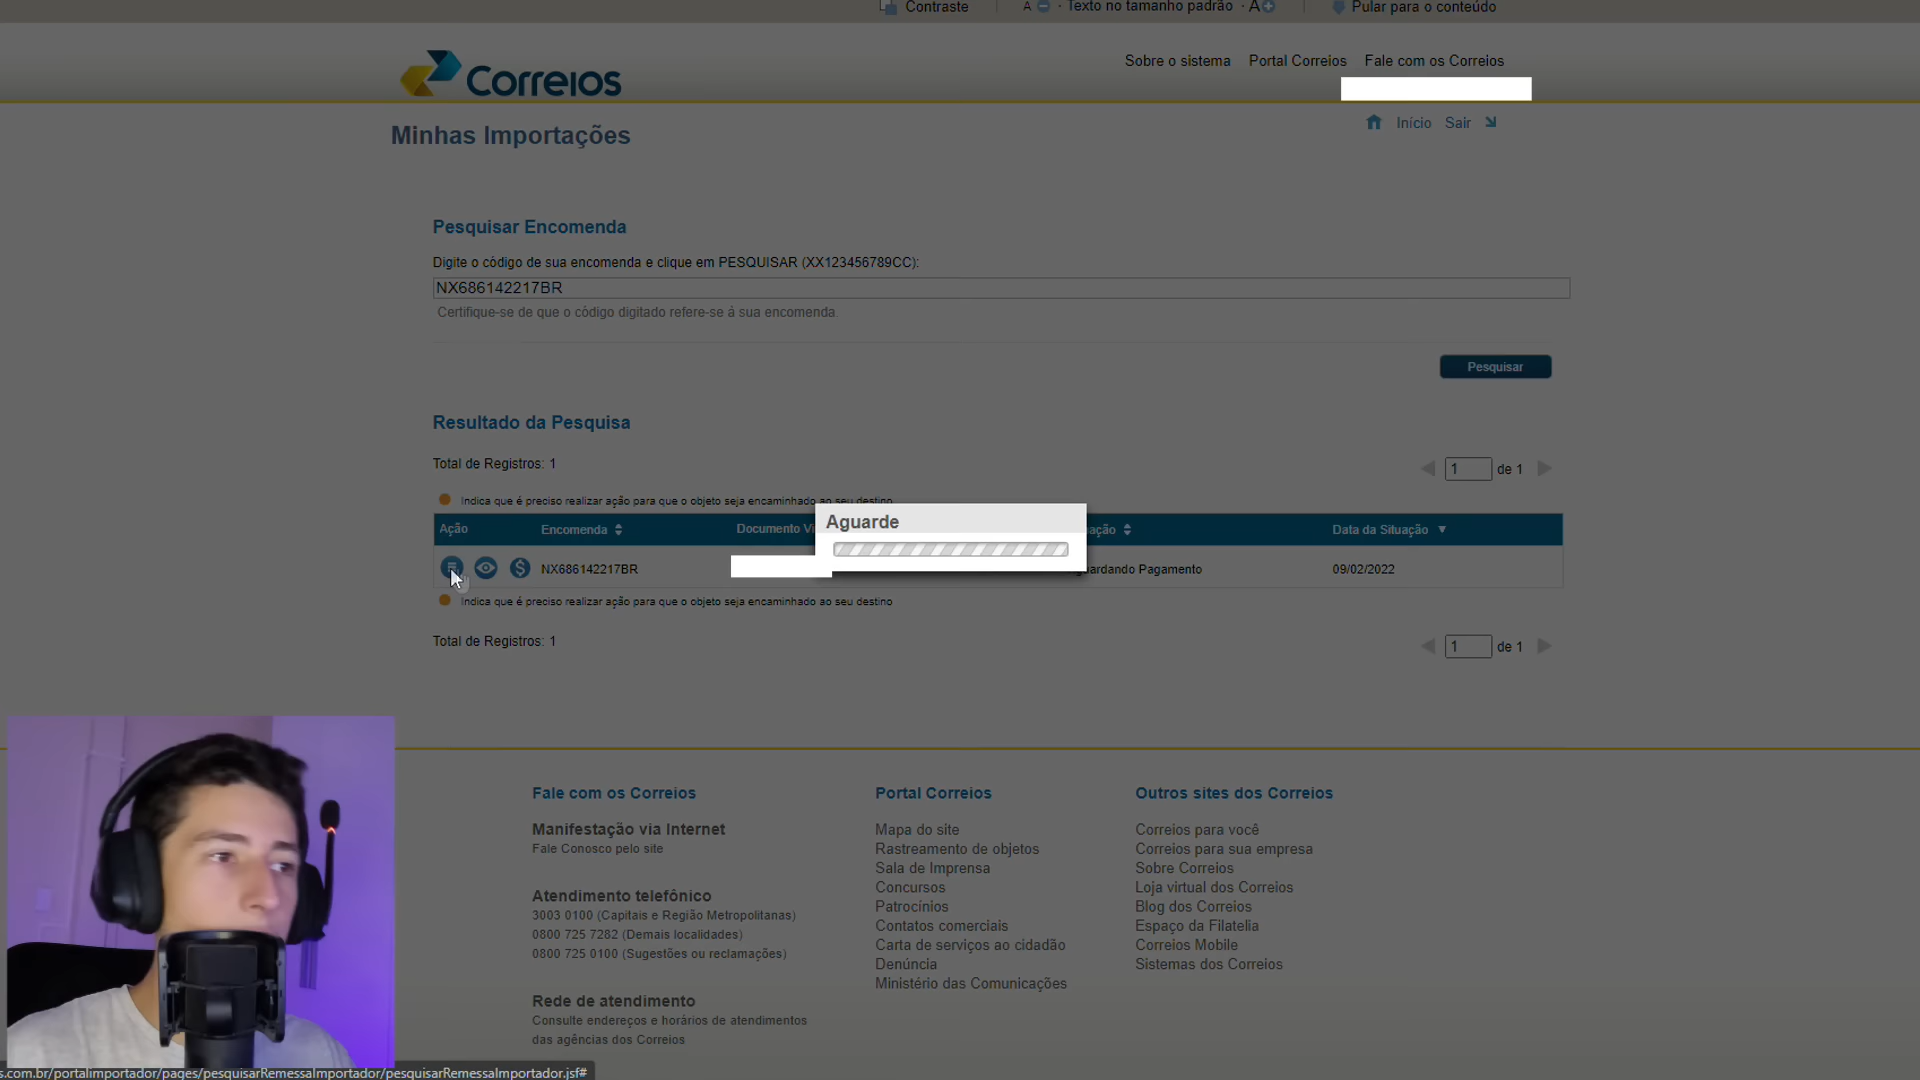 Contraste
A · Texto no tamanho padrão · A
Pular para o conteúdo
Correios
Sobre o sistema Portal Correios Fale com os Correios
Início Sair
Minhas Importações
Pesquisar Encomenda
Digite o código de sua encomenda e clique em PESQUISAR (XX123456789CC):
NX686142217BR
Certifique-se de que o código digitado refere-se á sua encomenda.
Pesquisar
Resultado da Pesquisa
Total de Registros: 1
1 de 1
Indica que é preciso realizar ação para que o objeto seja encaminhado ao seu destino
Aguarde
Ação Encomenda Documento Vi ação Data da Situação
NX686142217BR guardando Pagamento 09/02/2022
Indica que é preciso realizar ação para que o objeto seja encaminhado ao seu destino
Total de Registros: 1
1 de 1
Fale com os Correios
Manifestação via Internet
Fale Conosco pelo site
Atendimento telefônico
3003 0100 (Capitais e Região Metropolitanas)
0800 725 7282 (Demais localidades)
0800 725 0100 (Sugestões ou reclamações)
Rede de atendimento
Consulte endereços e horários de atendimentos
das agências dos Correios
Portal Correios
Mapa do site
Rastreamento de objetos
Sala de Imprensa
Concursos
Patrocínios
Contatos comerciais
Carta de serviços ao cidadão
Denúncia
Ministério das Comunicações
Outros sites dos Correios
Correios para você
Correios para sua empresa
Sobre Correios
Loja virtual dos Correios
Blog dos Correios
Espaço da Filatelia
Correios Mobile
Sistemas dos Correios
s.com.br/portalimportador/pages/pesquisarRemessaImportador/pesquisarRemessaImportador.jsf#